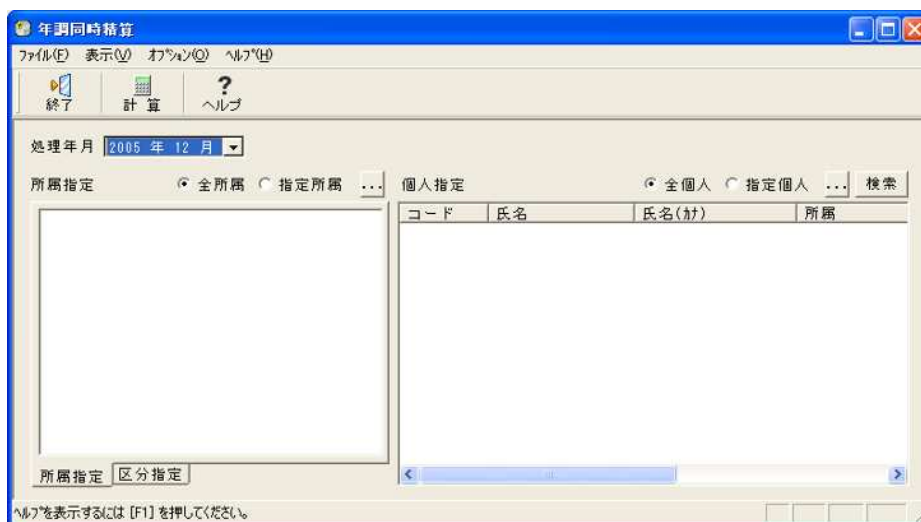 年調同時積算
ファイル(F) 表示(V) オプション(O) ヘルプ(H)
終了 計算 ?ヘルプ
処理年月 2005 年 12 月
所属指定 全所属 指定所属 ... 個人指定 全個人 指定個人 ... 検索
コード 氏名 氏名(カナ) 所属
所属指定 区分指定
ヘルプを表示するには [F1] を押してください。